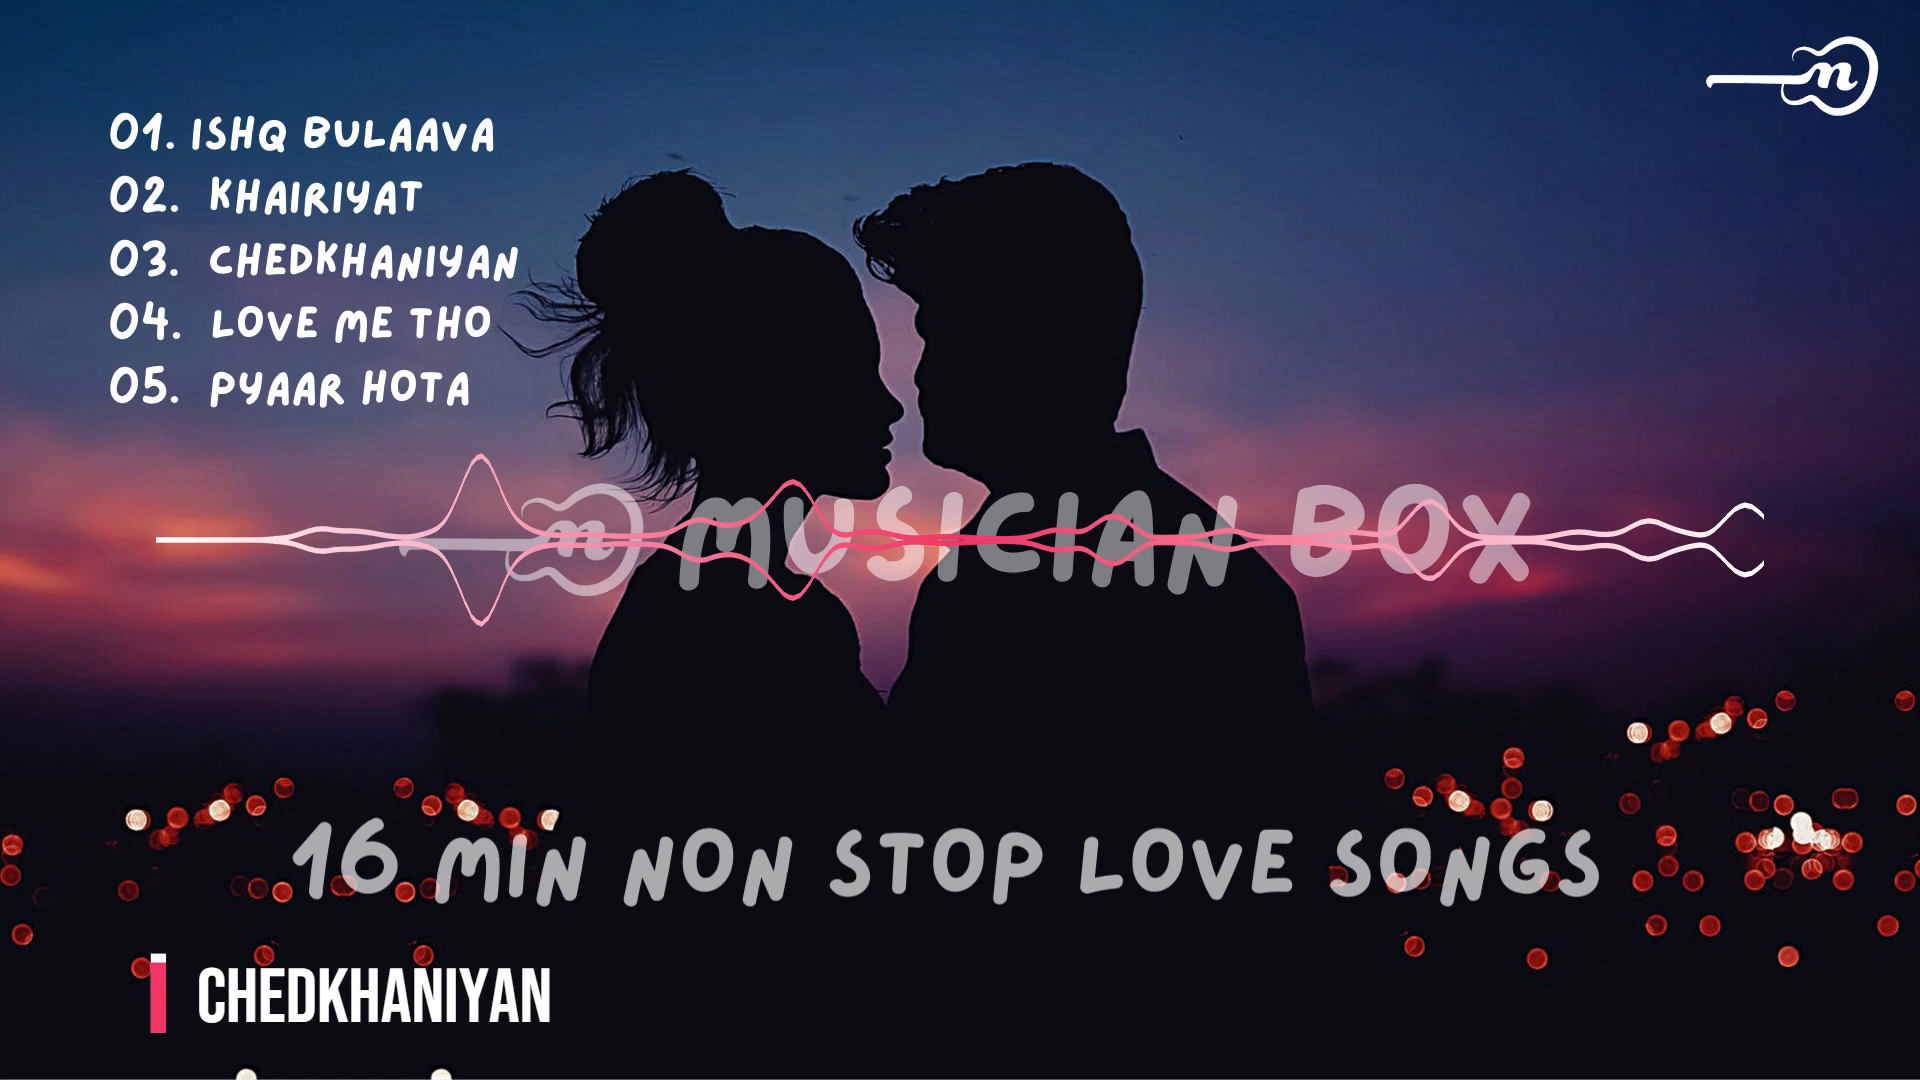 01. ISHQ BULAAVA
02. KHAIRIYAT
03. CHEDKHANIYAN
04. LOVE ME THO
05. PYAAR HOTA
n
n MUSICIAN BOX
16 MIN NON STOP LOVE SONGS
CHEDKHANIYAN